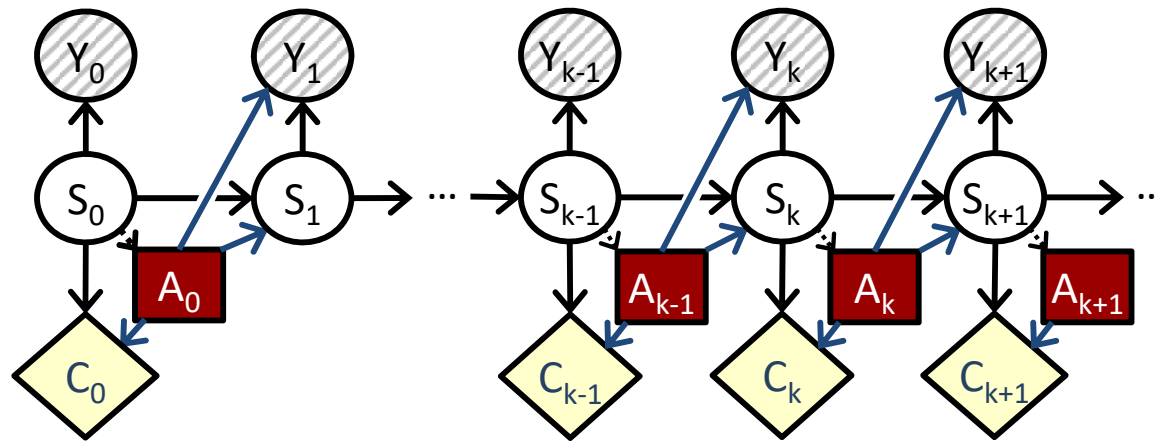 Y₀ Y₁ Yₖ₋₁ Yₖ Yₖ₊₁
S₀ S₁ ... Sₖ₋₁ Sₖ Sₖ₊₁ ..
A₀ Aₖ₋₁ Aₖ Aₖ₊₁
C₀ Cₖ₋₁ Cₖ Cₖ₊₁